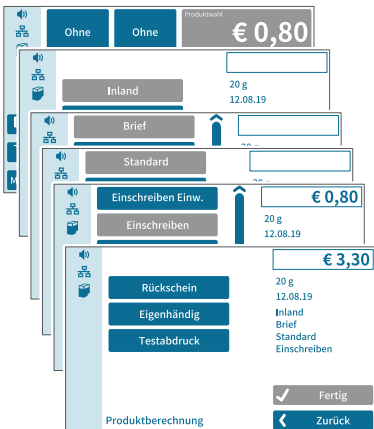 Ohne
Ohne
Produktwahl
€ 0,80
Inland
20 g
12.08.19
Brief
Standard
Einschreiben Einw.
€ 0,80
Einschreiben
20 g
12.08.19
€ 3,30
Rückschein
20 g
12.08.19
Eigenhändig
Inland
Brief
Testabdruck
Standard
Einschreiben
Fertig
Produktberechnung
Zurück